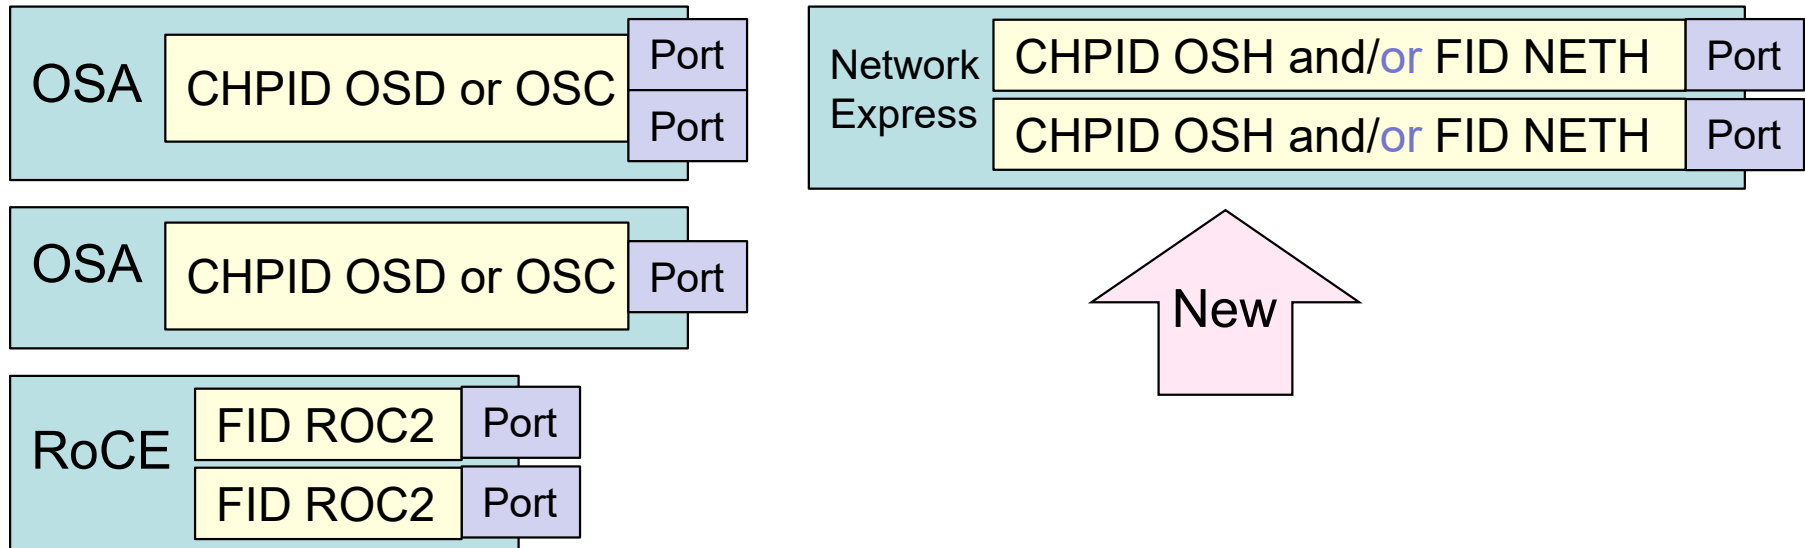 OSA
CHPID OSD or OSC
Port
Port
OSA
CHPID OSD or OSC
Port
RoCE
FID ROC2
Port
FID ROC2
Port
Network
Express
CHPID OSH and/or FID NETH
Port
CHPID OSH and/or FID NETH
Port
New